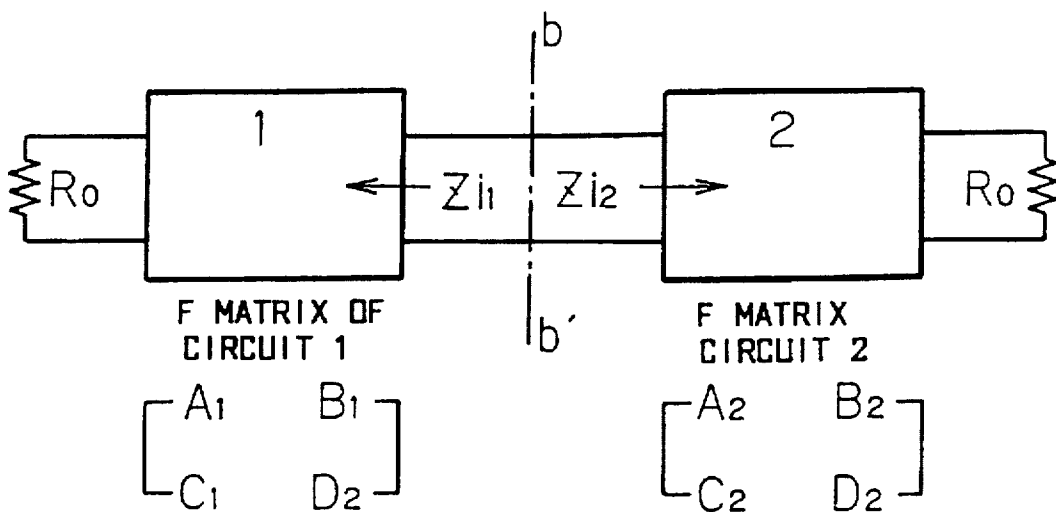 b
1 2
Ro Zi1 Zi2 Ro
F MATRIX OF CIRCUIT 1
b´
F MATRIX CIRCUIT 2
A1 B1
C1 D2
A2 B2
C2 D2